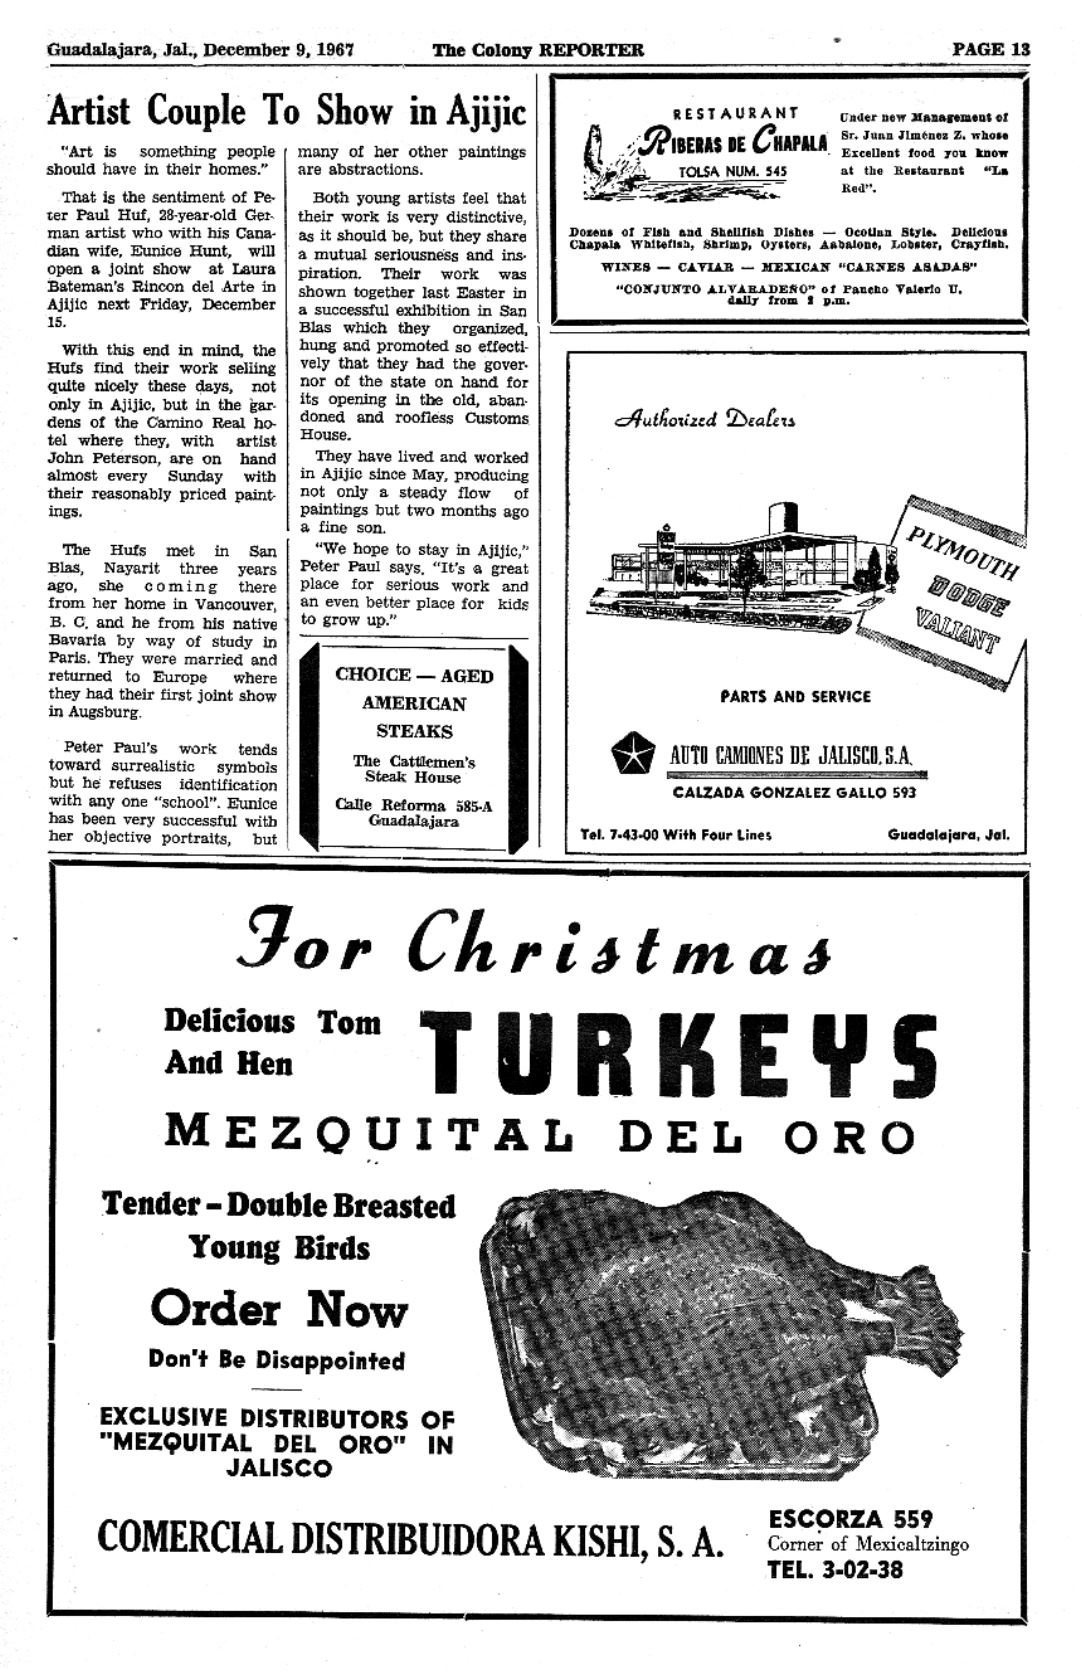 Guadalajara, Jal., December 9, 1967 The Colony REPORTER PAGE 13
Artist Couple To Show in Ajijic
"Art is something people
should have in their homes."
That is the sentiment of Pe-
ter Paul Huf, 28-year-old Ger-
man artist who with his Cana-
dian wife, Eunice Hunt, will
open a joint show at Laura
Bateman's Rincon del Arte in
Ajijic next Friday, December
15.
With this end in mind, the
Hufs find their work selling
quite nicely these days, not
only in Ajijic, but in the gar-
dens of the Camino Real ho-
tel where they, with artist
John Peterson, are on hand
almost every Sunday with
their reasonably priced paint-
ings.
The Hufs met in San
Blas, Nayarit three years
ago, she coming there
from her home in Vancouver,
B. C. and he from his native
Bavaria by way of study in
Paris. They were married and
returned to Europe where
they had their first joint show
in Augsburg.
Peter Paul's work tends
toward surrealistic symbols
but he refuses identification
with any one "school". Eunice
has been very successful with
her objective portraits, but
many of her other paintings
are abstractions.
Both young artists feel that
their work is very distinctive,
as it should be, but they share
a mutual seriousness and ins-
piration. Their work was
shown together last Easter in
a successful exhibition in San
Blas which they organized,
hung and promoted so effecti-
vely that they had the gover-
nor of the state on hand for
its opening in the old, aban-
doned and roofless Customs
House.
They have lived and worked
in Ajijic since May, producing
not only a steady flow of
paintings but two months ago
a fine son.
"We hope to stay in Ajijic,"
Peter Paul says, "It's a great
place for serious work and
an even better place for kids
to grow up."
CHOICE — AGED
AMERICAN
STEAKS
The Cattlemen's
Steak House
Calle Reforma 585-A
Guadalajara
RESTAURANT
RIBERAS DE CHAPALA
TOLSA NUM. 545
Under new Management of
Sr. Juan Jiménez Z. whose
Excellent food you know
at the Restaurant "La
Red".
Dozens of Fish and Shellfish Dishes — Ocotlan Style. Delicious
Chapala Whitefish, Shrimp, Oysters, Aabalone, Lobster, Crayfish.
WINES — CAVIAR — MEXICAN "CARNES ASADAS"
"CONJUNTO ALVARADEÑO" of Pancho Valerio U.
daily from 2 p.m.
Authorized Dealers
PLYMOUTH
DODGE
VALIANT
PARTS AND SERVICE
AUTO CAMIONES DE JALISCO, S.A.
CALZADA GONZALEZ GALLO 593
Tel. 7-43-00 With Four Lines Guadalajara, Jal.
For Christmas
Delicious Tom
And Hen
TURKEYS
MEZQUITAL DEL ORO
Tender - Double Breasted
Young Birds
Order Now
Don't Be Disappointed
EXCLUSIVE DISTRIBUTORS OF
"MEZQUITAL DEL ORO" IN
JALISCO
COMERCIAL DISTRIBUIDORA KISHI, S. A.
ESCORZA 559
Corner of Mexicaltzingo
TEL. 3-02-38